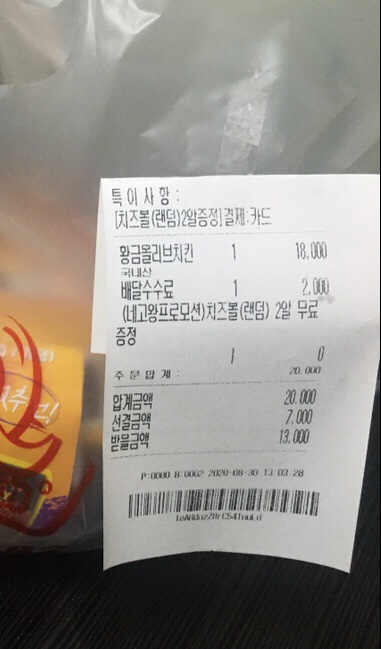 특이사항:
[치즈볼(랜덤)2알증정]결제:카드
황금올리브치킨 1 18,000
국내산
배달수수료 1 2,000
(네고왕프로모션)치즈볼(랜덤) 2알 무료
증정
1 0
주문합계: 20,000
합계금액 20,000
선결금액 7,000
받을금액 13,000
P:0000 B:0062 2020-08-30 13:03:28